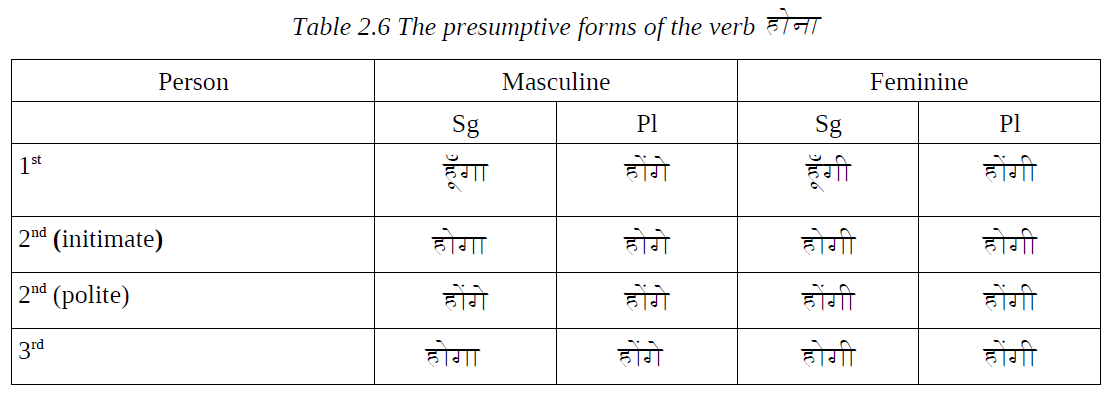 Table 2.6 The presumptive forms of the verb होना
Person Masculine Feminine
Sg Pl Sg Pl
1st हूँगा होंगे हूँगी होंगी
2nd (initimate) होगा होगे होगी होगी
2nd (polite) होंगे होंगे होंगी होंगी
3rd होगा होंगे होगी होंगी